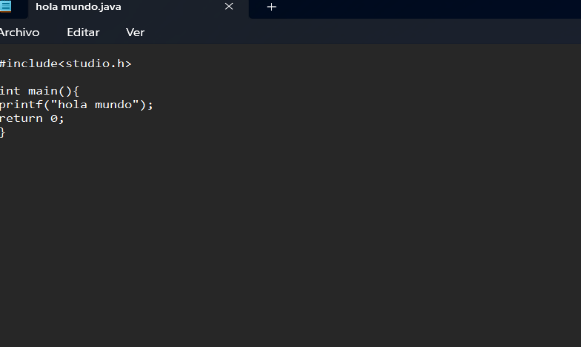 hola mundo.java
Archivo Editar Ver
#include<studio.h>
int main(){
printf("hola mundo");
return 0;
}